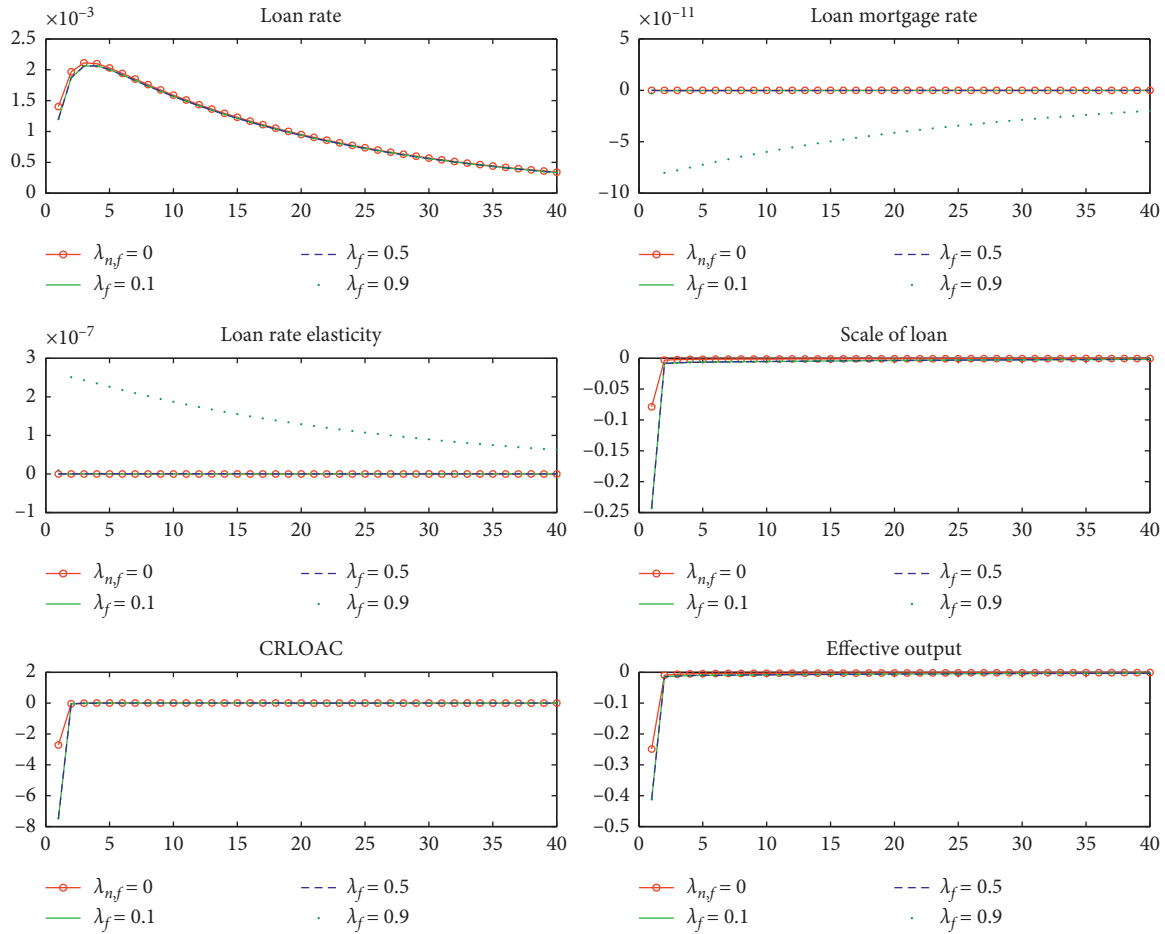 Loan rate
×10−3
2.5
2
1.5
1
0.5
0
0 5 10 15 20 25 30 35 40
λn,f = 0
λf = 0.5
λf = 0.1
λf = 0.9
Loan mortgage rate
×10−11
5
0
−5
−10
0 5 10 15 20 25 30 35 40
λn,f = 0
λf = 0.5
λf = 0.1
λf = 0.9
Loan rate elasticity
×10−7
3
2
1
0
−1
0 5 10 15 20 25 30 35 40
λn,f = 0
λf = 0.5
λf = 0.1
λf = 0.9
Scale of loan
0
−0.05
−0.1
−0.15
−0.2
−0.25
0 5 10 15 20 25 30 35 40
λn,f = 0
λf = 0.5
λf = 0.1
λf = 0.9
CRLOAC
2
0
−2
−4
−6
−8
0 5 10 15 20 25 30 35 40
λn,f = 0
λf = 0.5
λf = 0.1
λf = 0.9
Effective output
0
−0.1
−0.2
−0.3
−0.4
−0.5
0 5 10 15 20 25 30 35 40
λn,f = 0
λf = 0.5
λf = 0.1
λf = 0.9